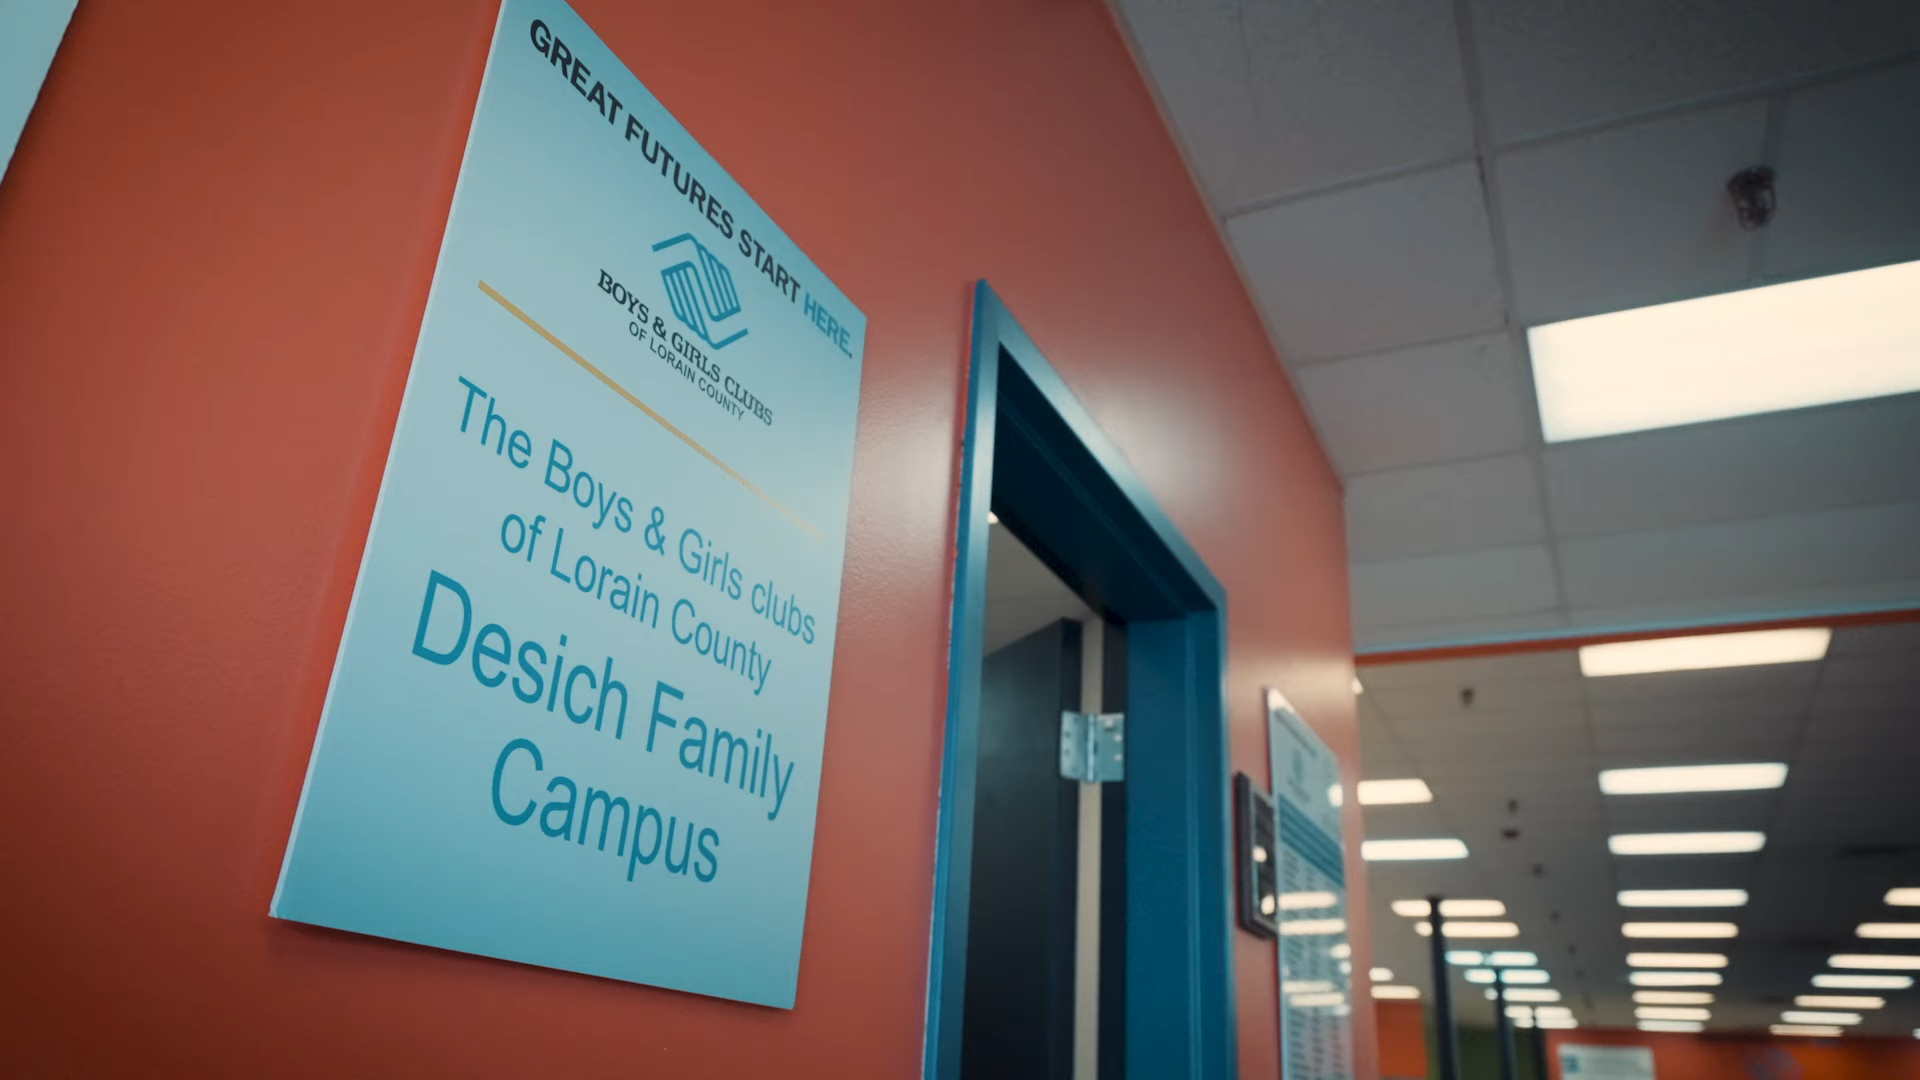 GREAT FUTURES START HERE.
BOYS & GIRLS CLUBS
OF LORAIN COUNTY
The Boys & Girls clubs
of Lorain County
Desich Family
Campus